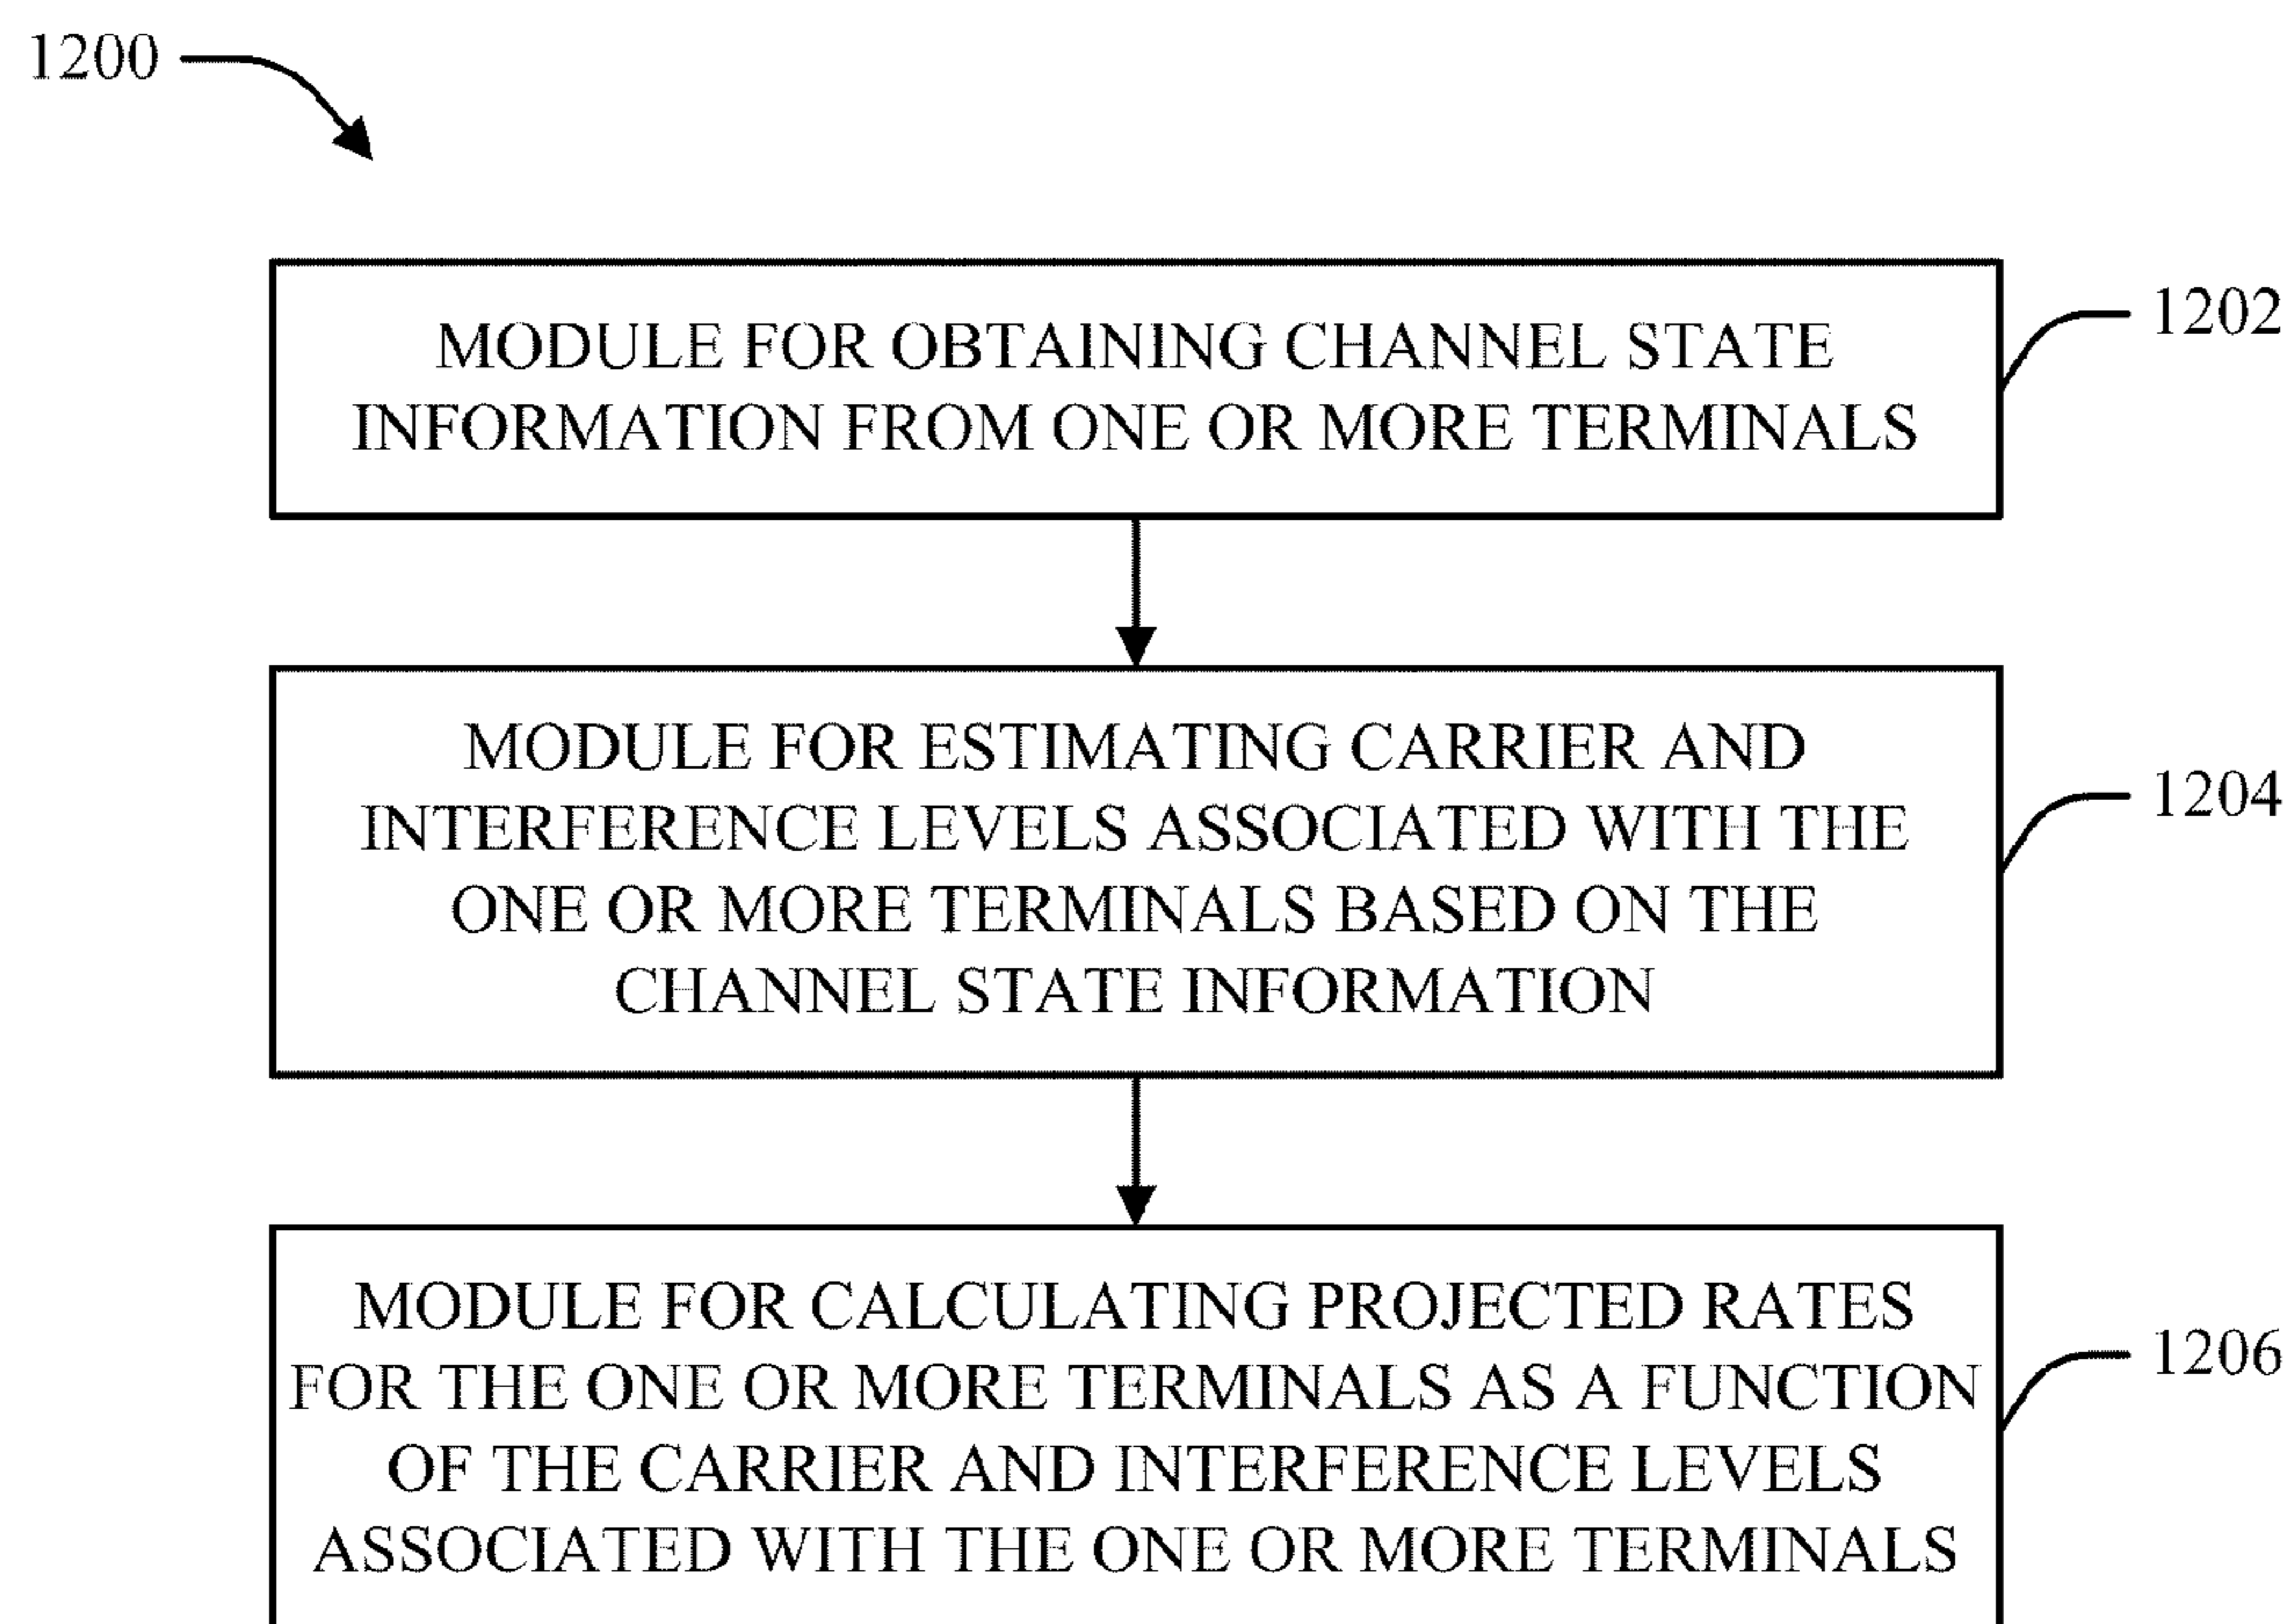 1200
MODULE FOR OBTAINING CHANNEL STATE
INFORMATION FROM ONE OR MORE TERMINALS
1202
MODULE FOR ESTIMATING CARRIER AND
INTERFERENCE LEVELS ASSOCIATED WITH THE
ONE OR MORE TERMINALS BASED ON THE
CHANNEL STATE INFORMATION
1204
MODULE FOR CALCULATING PROJECTED RATES
FOR THE ONE OR MORE TERMINALS AS A FUNCTION
OF THE CARRIER AND INTERFERENCE LEVELS
ASSOCIATED WITH THE ONE OR MORE TERMINALS
1206